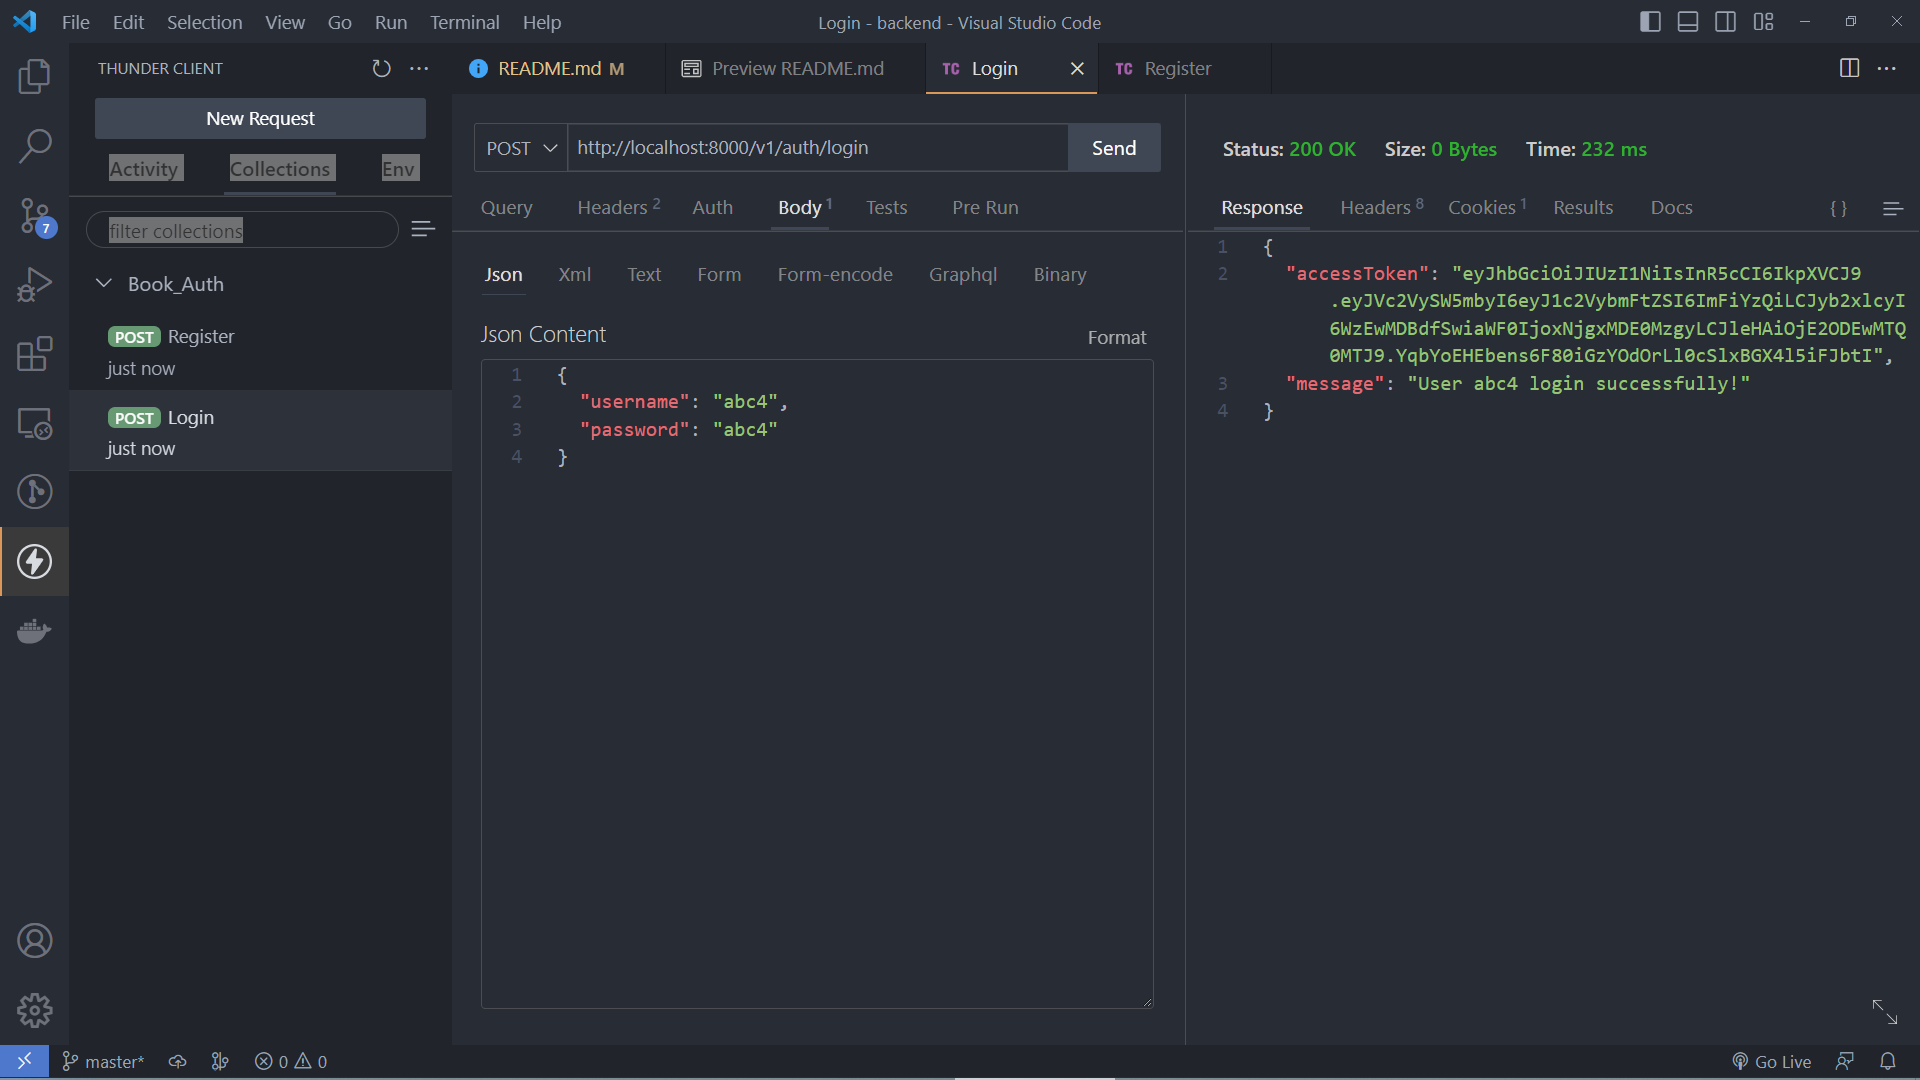 File Edit Selection View Go Run Terminal Help
Login - backend - Visual Studio Code
THUNDER CLIENT
New Request
Activity Collections Env
filter collections
Book_Auth
POST Register
just now
POST Login
just now
7
README.md M
Preview README.md
TC Login
TC Register
POST http://localhost:8000/v1/auth/login Send
Query Headers 2 Auth Body 1 Tests Pre Run
Json Xml Text Form Form-encode Graphql Binary
Json Content
Format
1 {
2 "username": "abc4",
3 "password": "abc4"
4 }
Status: 200 OK Size: 0 Bytes Time: 232 ms
Response Headers 8 Cookies 1 Results Docs { }
1 {
2 "accessToken": "eyJhbGciOiJIUzI1NiIsInR5cCI6IkpXVCJ9
.eyJVc2VySW5mbyI6eyJ1c2VybmFtZSI6ImFiYzQiLCJyb2xlcyI
6WzEwMDBdfSwiaWF0IjoxNjgxMDE0MzgyLCJleHAiOjE2ODEwMTQ
0MTJ9.YqbYoEHEbens6F80iGzYOdOrLl0cSlxBGX4l5iFJbtI",
3 "message": "User abc4 login successfully!"
4 }
master* 0 0
Go Live